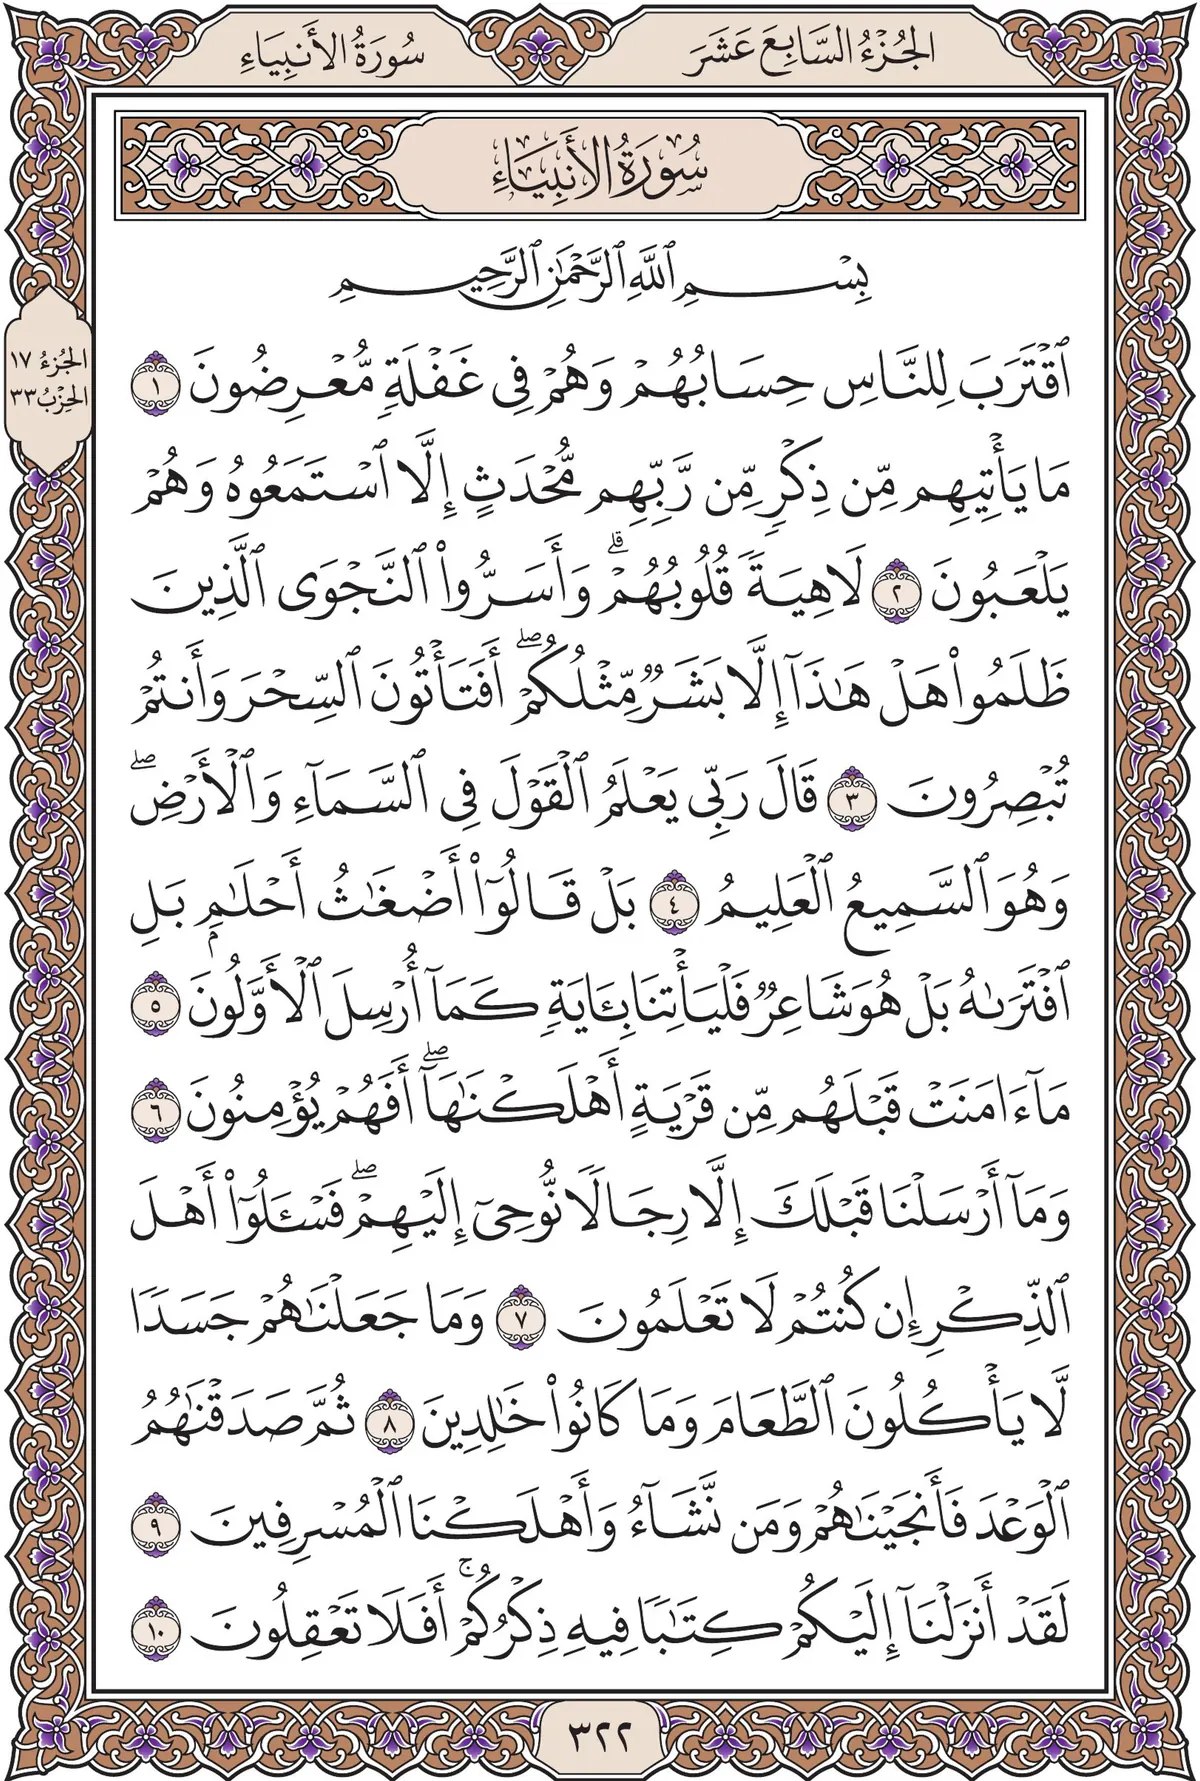 الجُزْءُ السَّابِعَ عَشَرَ
سُورَةُ الأَنبِيَاءِ
سُورَةُ الأَنبِيَاءِ
بِسْمِ ٱللَّهِ ٱلرَّحْمَٰنِ ٱلرَّحِيمِ
ٱقْتَرَبَ لِلنَّاسِ حِسَابُهُمْ وَهُمْ فِى غَفْلَةٍ مُّعْرِضُونَ ١
مَا يَأْتِيهِم مِّن ذِكْرٍ مِّن رَّبِّهِم مُّحْدَثٍ إِلَّا ٱسْتَمَعُوهُ وَهُمْ
يَلْعَبُونَ ٢ لَاهِيَةً قُلُوبُهُمْ ۗ وَأَسَرُّوا۟ ٱلنَّجْوَى ٱلَّذِينَ
ظَلَمُوا۟ هَلْ هَٰذَآ إِلَّا بَشَرٌ مِّثْلُكُمْ ۖ أَفَتَأْتُونَ ٱلسِّحْرَ وَأَنتُمْ
تُبْصِرُونَ ٣ قَالَ رَبِّى يَعْلَمُ ٱلْقَوْلَ فِى ٱلسَّمَآءِ وَٱلْأَرْضِ ۖ
وَهُوَ ٱلسَّمِيعُ ٱلْعَلِيمُ ٤ بَلْ قَالُوٓا۟ أَضْغَٰثُ أَحْلَٰمٍۭ بَلِ
ٱفْتَرَىٰهُ بَلْ هُوَ شَاعِرٌ فَلْيَأْتِنَا بِـَٔايَةٍ كَمَآ أُرْسِلَ ٱلْأَوَّلُونَ ٥
مَآ ءَامَنَتْ قَبْلَهُم مِّن قَرْيَةٍ أَهْلَكْنَٰهَآ ۖ أَفَهُمْ يُؤْمِنُونَ ٦
وَمَآ أَرْسَلْنَا قَبْلَكَ إِلَّا رِجَالًا نُّوحِىٓ إِلَيْهِمْ ۖ فَسْـَٔلُوٓا۟ أَهْلَ
ٱلذِّكْرِ إِن كُنتُمْ لَا تَعْلَمُونَ ٧ وَمَا جَعَلْنَٰهُمْ جَسَدًا
لَّا يَأْكُلُونَ ٱلطَّعَامَ وَمَا كَانُوا۟ خَٰلِدِينَ ٨ ثُمَّ صَدَقْنَٰهُمُ
ٱلْوَعْدَ فَأَنجَيْنَٰهُمْ وَمَن نَّشَآءُ وَأَهْلَكْنَا ٱلْمُسْرِفِينَ ٩
لَقَدْ أَنزَلْنَآ إِلَيْكُمْ كِتَٰبًا فِيهِ ذِكْرُكُمْ ۚ أَفَلَا تَعْقِلُونَ ١٠
الجُزءُ ١٧
الحِزْبُ ٣٣
٣٢٢